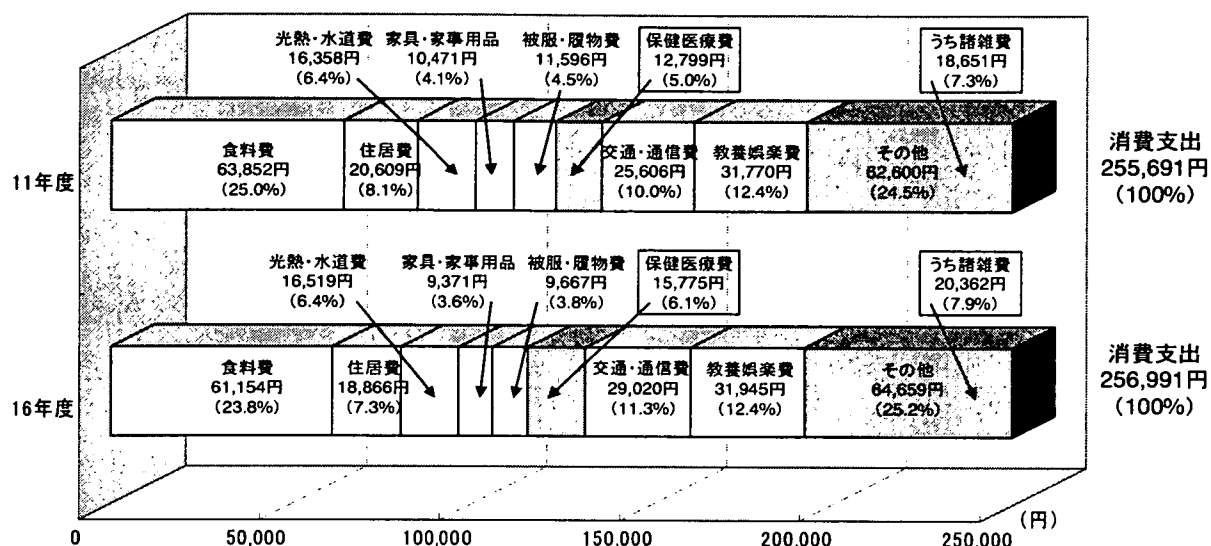 光熱・水道費 家具・家事用品 被服・履物費 保健医療費 うち諸雑費
16,358円 10,471円 11,596円 12,799円 18,651円
(6.4%) (4.1%) (4.5%) (5.0%) (7.3%)
11年度
食料費 住居費 交通・通信費 教養娯楽費 その他
63,852円 20,609円 25,606円 31,770円 62,600円
(25.0%) (8.1%) (10.0%) (12.4%) (24.5%)
消費支出
255,691円
(100%)
光熱・水道費 家具・家事用品 被服・履物費 保健医療費 うち諸雑費
16,519円 9,371円 9,667円 15,775円 20,362円
(6.4%) (3.6%) (3.8%) (6.1%) (7.9%)
16年度
食料費 住居費 交通・通信費 教養娯楽費 その他
61,154円 18,866円 29,020円 31,945円 64,659円
(23.8%) (7.3%) (11.3%) (12.4%) (25.2%)
消費支出
256,991円
(100%)
(円)
0 50,000 100,000 150,000 200,000 250,000